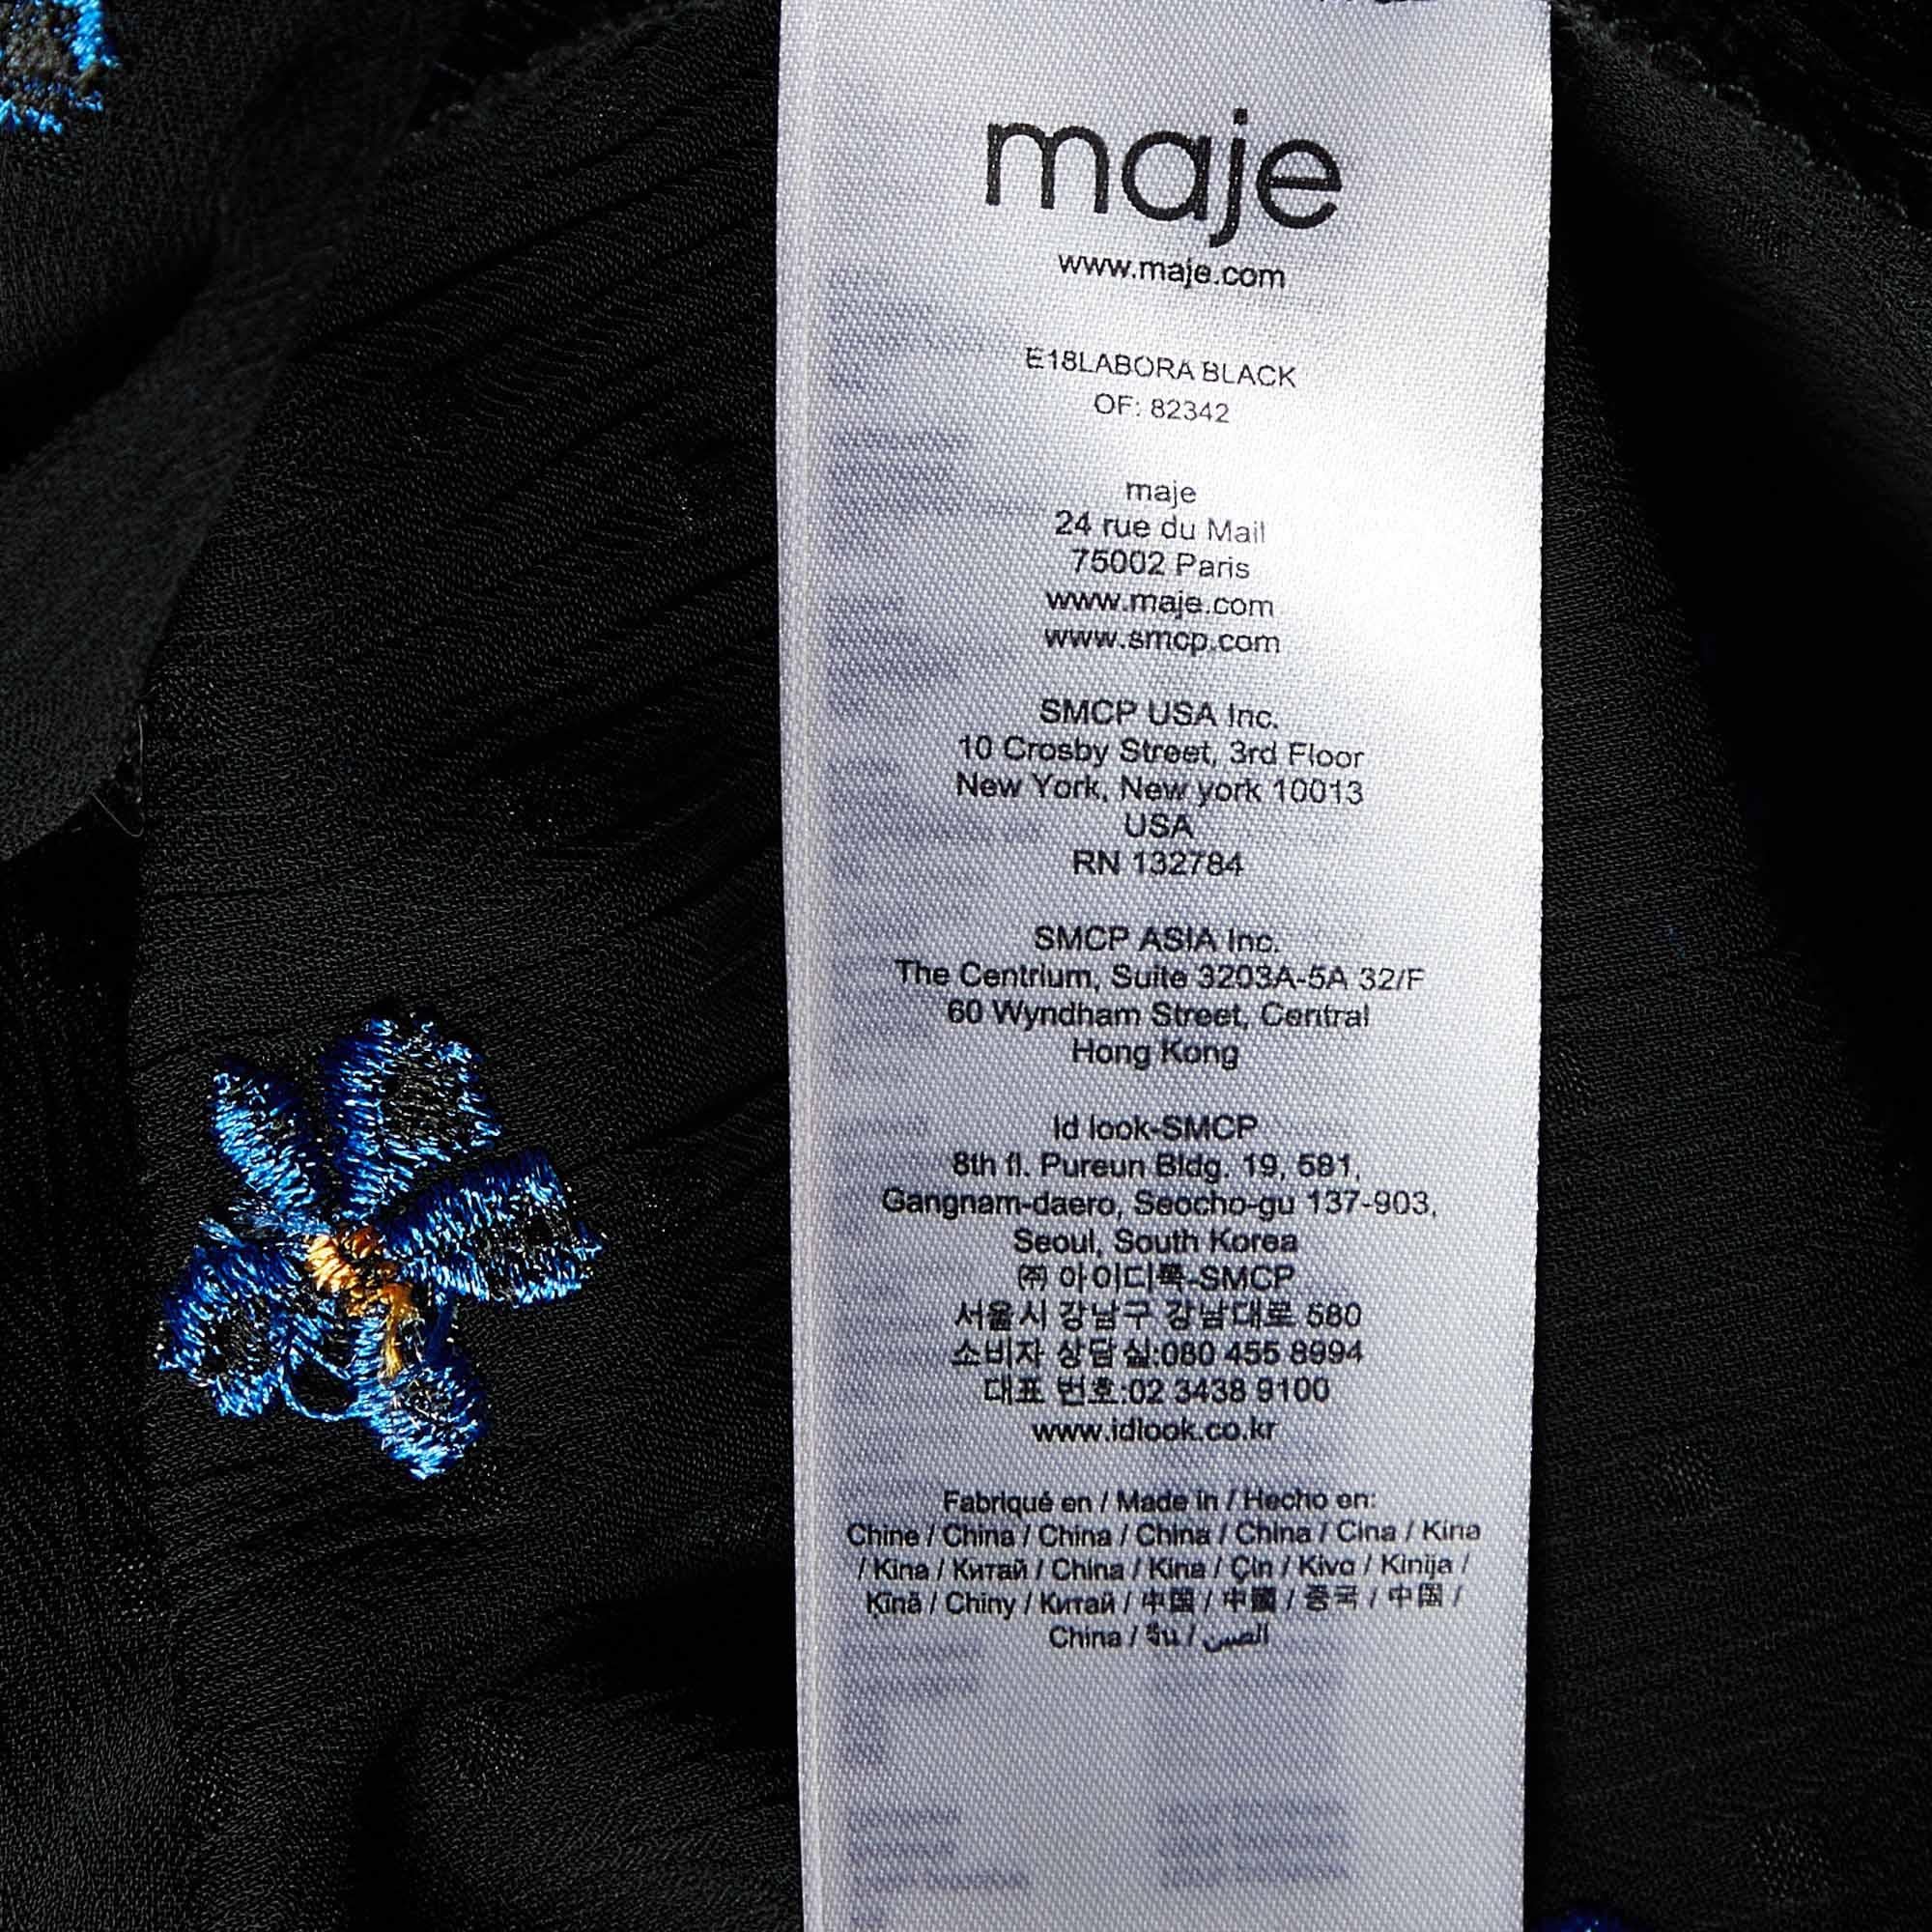 maje
www.maje.com
E18LABORA BLACK
OF: 82342
maje
24 rue du Mail
75002 Paris
www.maje.com
www.smcp.com
SMCP USA Inc.
10 Crosby Street, 3rd Floor
New York, New york 10013
USA
RN 132784
SMCP ASIA Inc.
The Centrium, Suite 3203A-5A 32/F
60 Wyndham Street, Central
Hong Kong
Id look-SMCP
8th fl. Pureun Bldg. 19, 581,
Gangnam-daero, Seocho-gu 137-903,
Seoul, South Korea
㈜ 아이디룩-SMCP
서울시 강남구 강남대로 580
소비자 상담실:080 455 8994
대표 번호:02 3438 9100
www.idlook.co.kr
Fabriqué en / Made in / Hecho en:
Chine / China / China / China / China / Cina / Kina
/ Kina / Китай / China / Kina / Çin / Kiva / Kinija /
Ķīnā / Chiny / Китай / 中国 / 中國 / 중국 / 中国 /
China / จีน / الصين